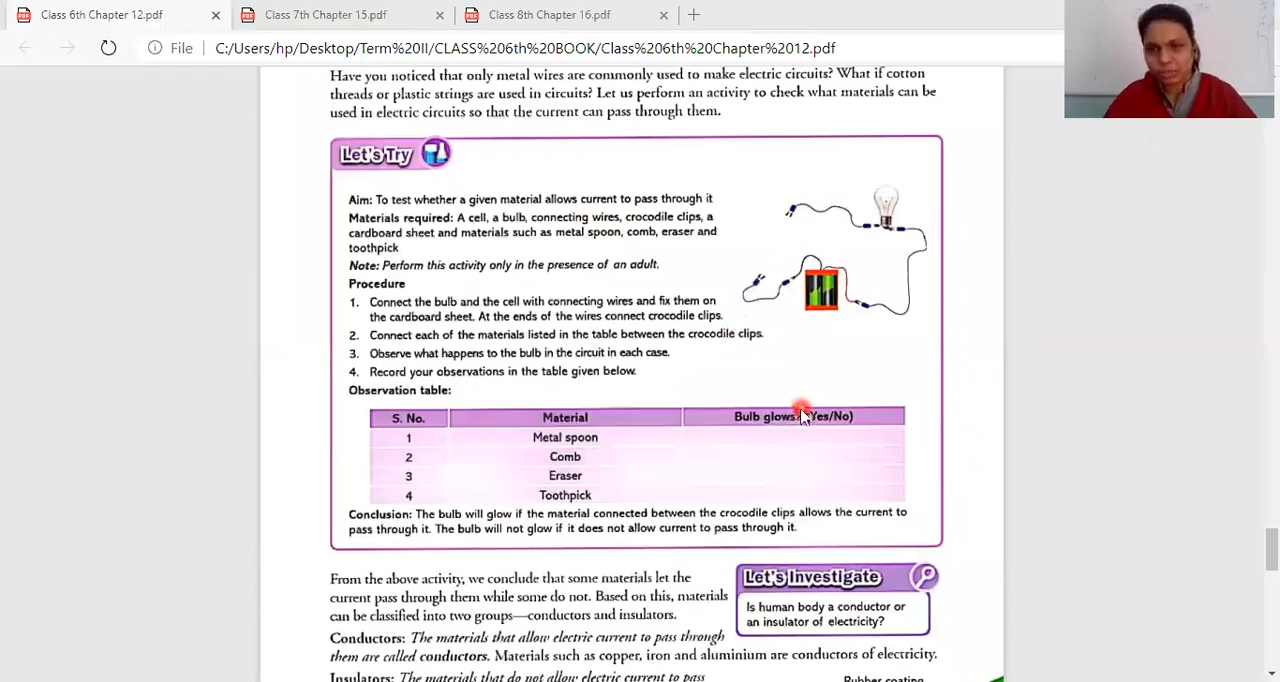 Class 6th Chapter 12.pdf
Class 7th Chapter 15.pdf
Class 8th Chapter 16.pdf
File
C:/Users/hp/Desktop/Term%20II/CLASS%206th%20BOOK/Class%206th%20Chapter%2012.pdf
Have you noticed that only metal wires are commonly used to make electric circuits? What if cotton
threads or plastic strings are used in circuits? Let us perform an activity to check what materials can be
used in electric circuits so that the current can pass through them.
Let's Try
Aim: To test whether a given material allows current to pass through it
Materials required: A cell, a bulb, connecting wires, crocodile clips, a
cardboard sheet and materials such as metal spoon, comb, eraser and
toothpick
Note: Perform this activity only in the presence of an adult.
Procedure
1. Connect the bulb and the cell with connecting wires and fix them on
the cardboard sheet. At the ends of the wires connect crocodile clips.
2. Connect each of the materials listed in the table between the crocodile clips.
3. Observe what happens to the bulb in the circuit in each case.
4. Record your observations in the table given below.
Observation table:
S. No. Material Bulb glows Yes/No)
1 Metal spoon
2 Comb
3 Eraser
4 Toothpick
Conclusion: The bulb will glow if the material connected between the crocodile clips allows the current to
pass through it. The bulb will not glow if it does not allow current to pass through it.
From the above activity, we conclude that some materials let the
current pass through them while some do not. Based on this, materials
can be classified into two groups—conductors and insulators.
Let's Investigate
Is human body a conductor or
an insulator of electricity?
Conductors: The materials that allow electric current to pass through
them are called conductors. Materials such as copper, iron and aluminium are conductors of electricity.
Insulators: The materials that do not allow electric current to pass
Rubber coating